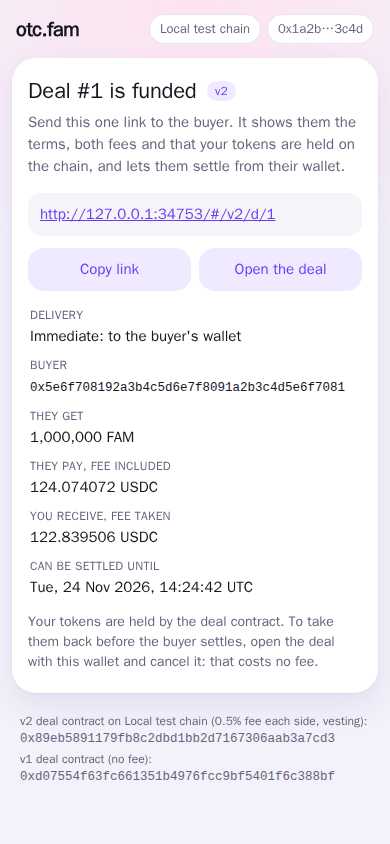 otc.fam
Local test chain
0x1a2b···3c4d
Deal #1 is funded v2
Send this one link to the buyer. It shows them the
terms, both fees and that your tokens are held on
the chain, and lets them settle from their wallet.
http://127.0.0.1:34753/#/v2/d/1
Copy link
Open the deal
DELIVERY
Immediate: to the buyer's wallet
BUYER
0x5e6f708192a3b4c5d6e7f8091a2b3c4d5e6f7081
THEY GET
1,000,000 FAM
THEY PAY, FEE INCLUDED
124.074072 USDC
YOU RECEIVE, FEE TAKEN
122.839506 USDC
CAN BE SETTLED UNTIL
Tue, 24 Nov 2026, 14:24:42 UTC
Your tokens are held by the deal contract. To take
them back before the buyer settles, open the deal
with this wallet and cancel it: that costs no fee.
v2 deal contract on Local test chain (0.5% fee each side, vesting):
0x89eb5891179fb8c2dbd1bb2d7167306aab3a7cd3
v1 deal contract (no fee):
0xd07554f63fc661351b4976fcc9bf5401f6c388bf